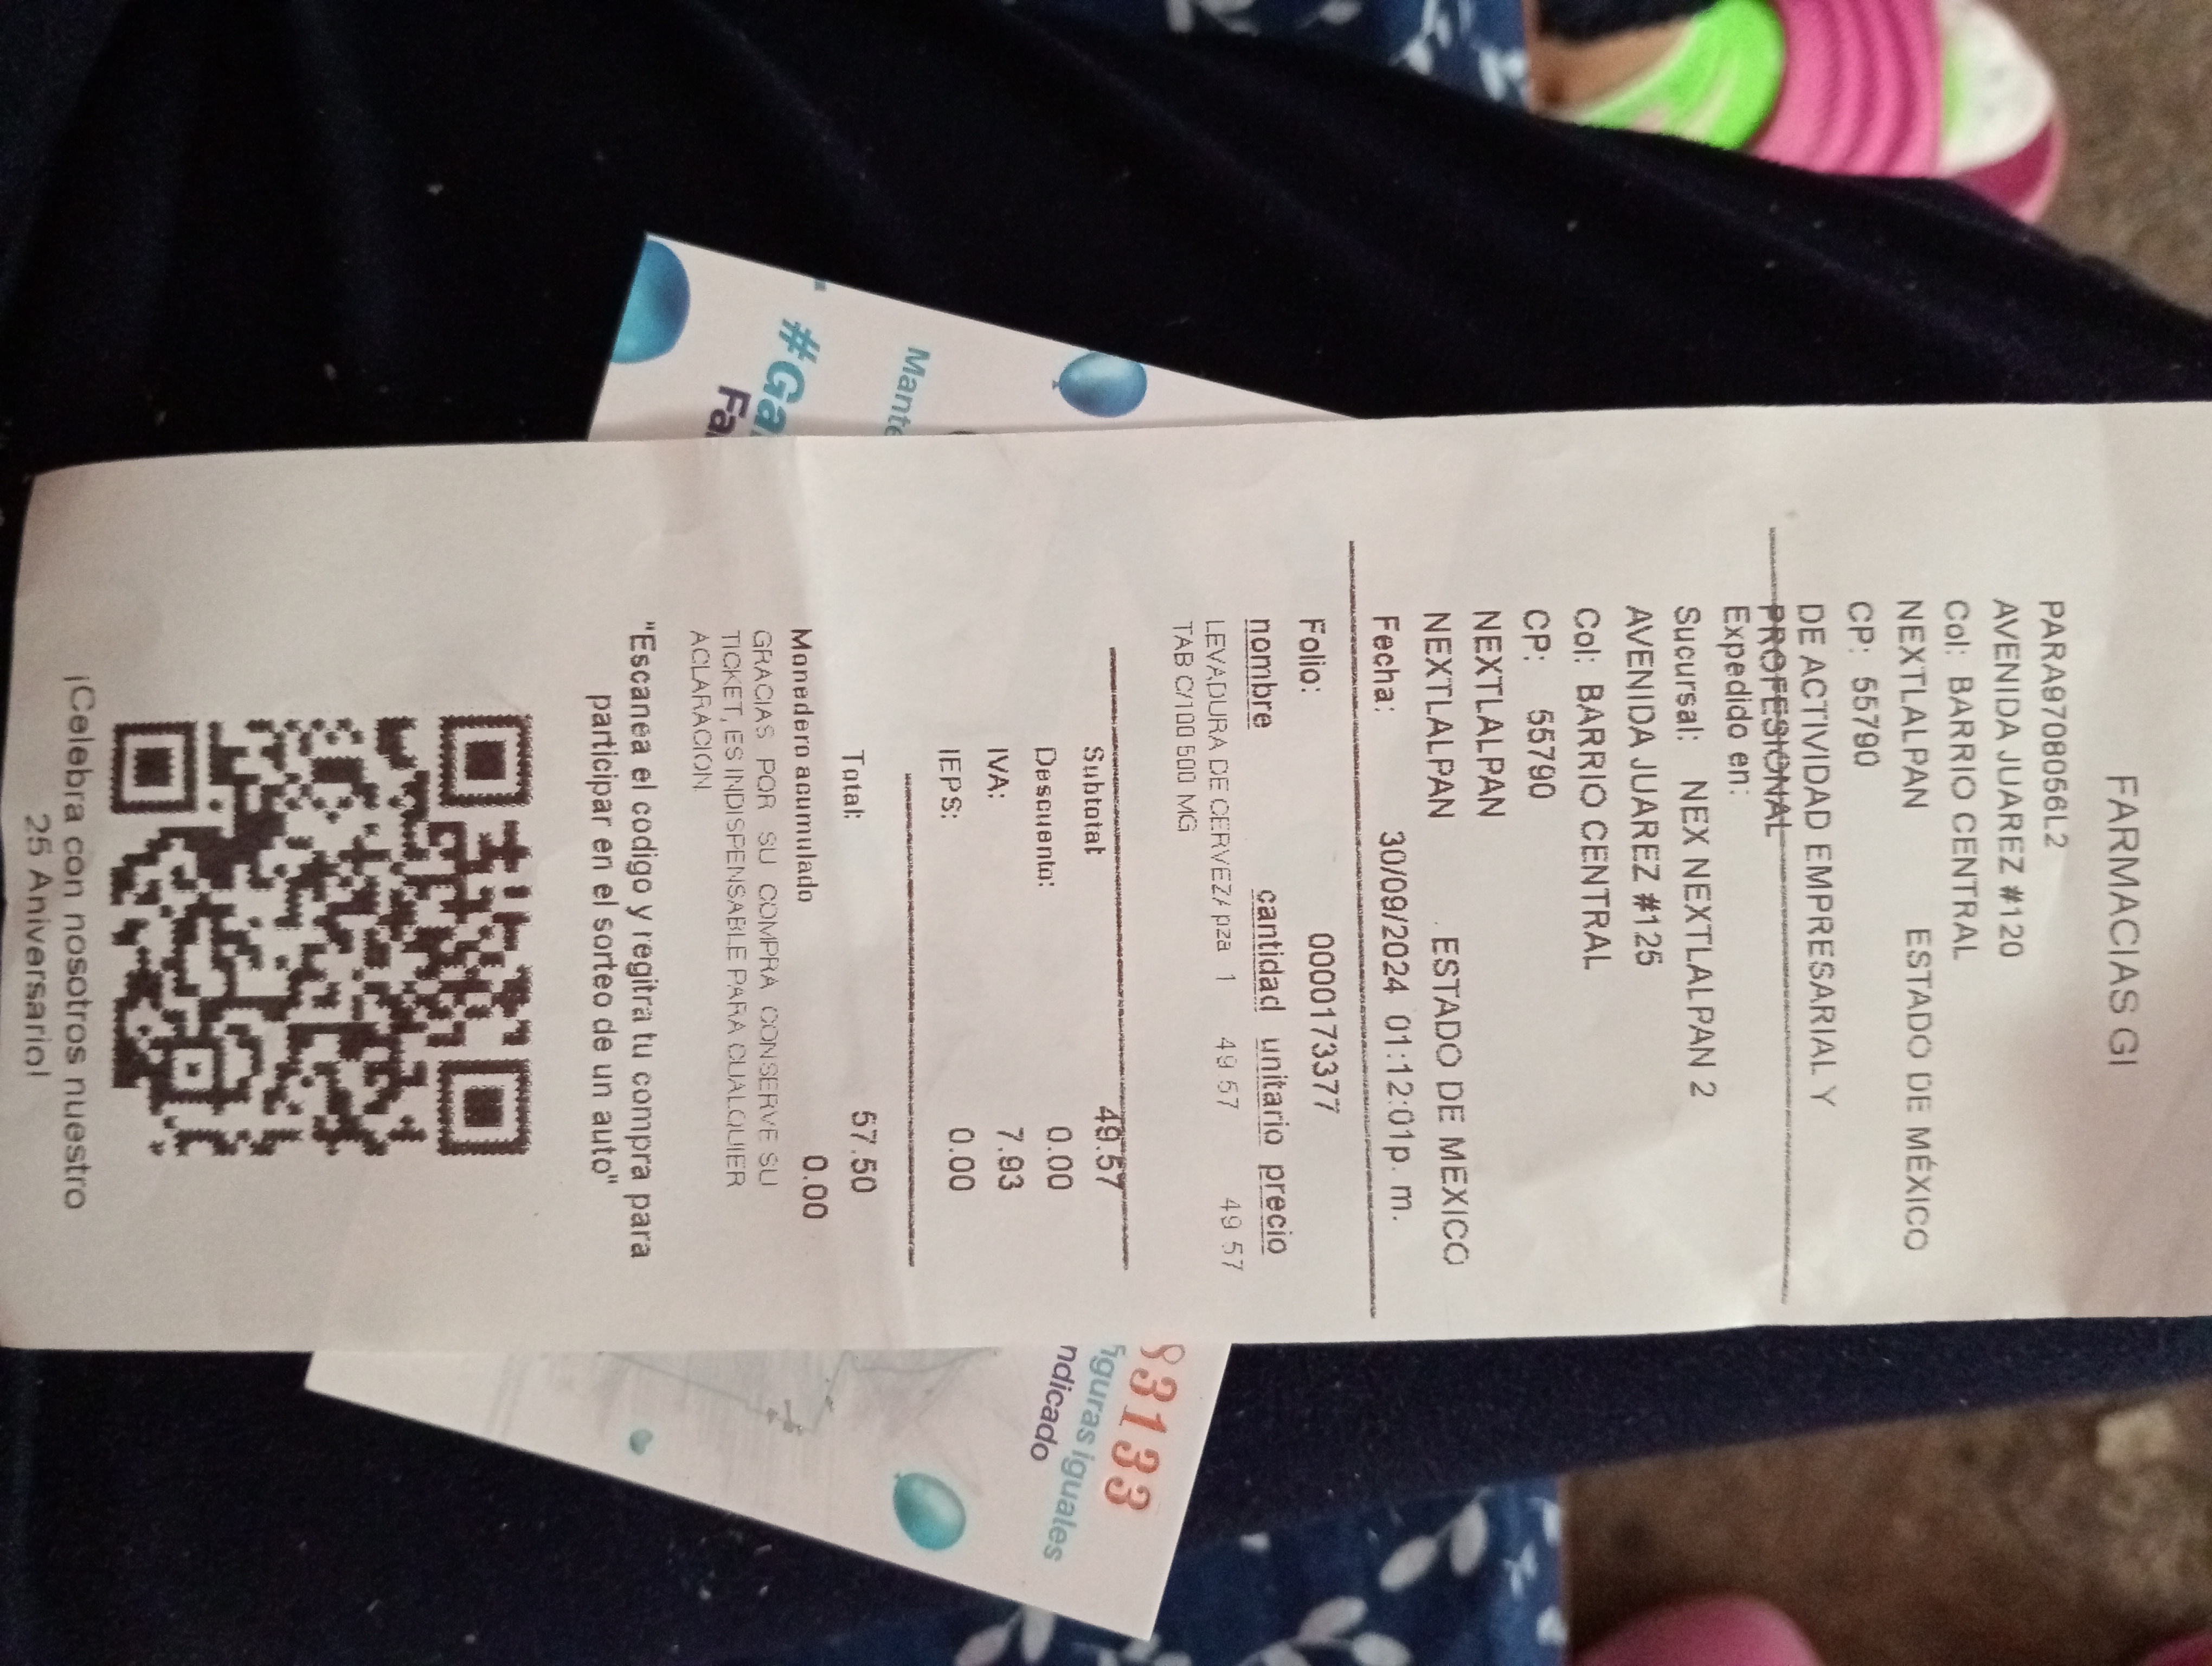 FARMACIAS GI
PARA9708056L2
AVENIDA JUAREZ #120
Col: BARRIO CENTRAL
NEXTLALPAN ESTADO DE MÉXICO
CP: 55790
DE ACTIVIDAD EMPRESARIAL Y
PROFESIONAL
Expedido en:
Sucursal: NEX NEXTLALPAN 2
AVENIDA JUAREZ #125
Col: BARRIO CENTRAL
CP: 55790
NEXTLALPAN
NEXTLALPAN ESTADO DE MEXICO
Fecha: 30/09/2024 01:12:01p. m.
Folio: 0000173377
nombre cantidad unitario precio
LEVADURA DE CERVEZA pza 1 49.57 49.57
TAB C/100 500 MG
Subtotal 49.57
Descuento: 0.00
IVA: 7.93
IEPS: 0.00
Total: 57.50
Monedero acumulado 0.00
GRACIAS POR SU COMPRA CONSERVE SU
TICKET, ES INDISPENSABLE PARA CUALQUIER
ACLARACION.
"Escanea el codigo y regitra tu compra para
participar en el sorteo de un auto"
¡Celebra con nosotros nuestro
25 Aniversario!
Mante
#Ga
Fa
3133
figuras iguales
ndicado